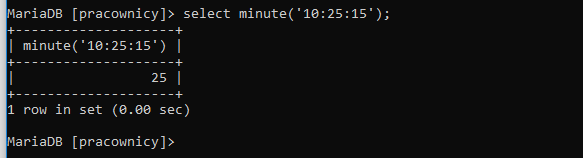 MariaDB [pracownicy]> select minute('10:25:15');
+--------------------+
| minute('10:25:15') |
+--------------------+
|                 25 |
+--------------------+
1 row in set (0.00 sec)
MariaDB [pracownicy]>